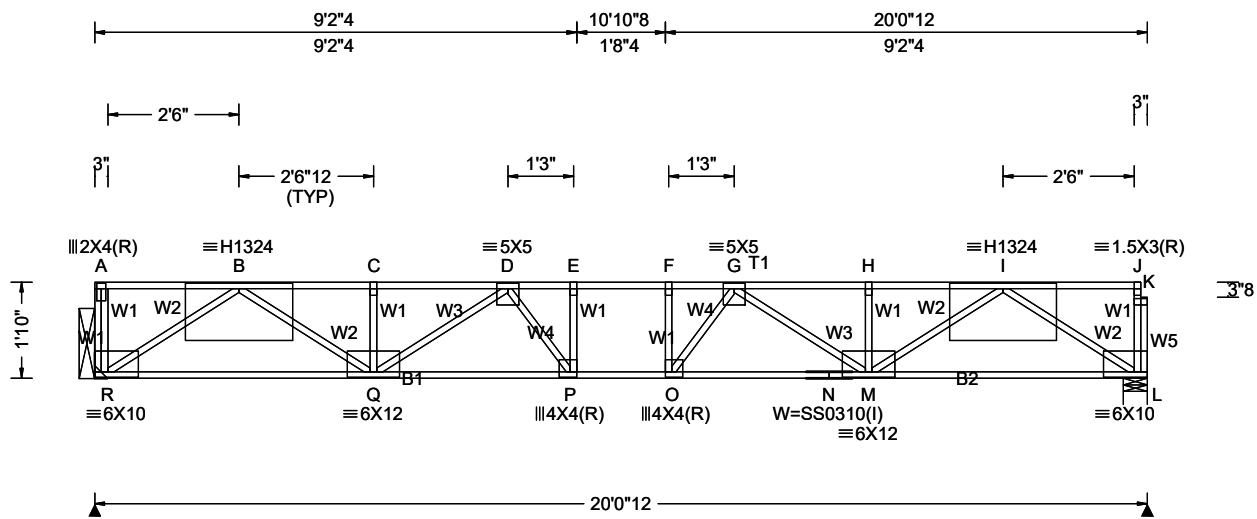 9'2"4 10'10"8 20'0"12
9'2"4 1'8"4 9'2"4
3"
2'6"
3" 2'6"12 1'3" 1'3" 2'6"
(TYP)
2X4(R) H1324 5X5 5X5 H1324 1.5X3(R)
A B C D E F G T1 H I J
K
3"8
W1 W2 W1 W3 W1 W4 W1 W1
1'10" W1 W2 W4 W1 W3 W2 W5
B1 B2
R Q P O N M L
6X10 6X12 4X4(R) 4X4(R) W=SS0310(I) 6X10
6X12
20'0"12